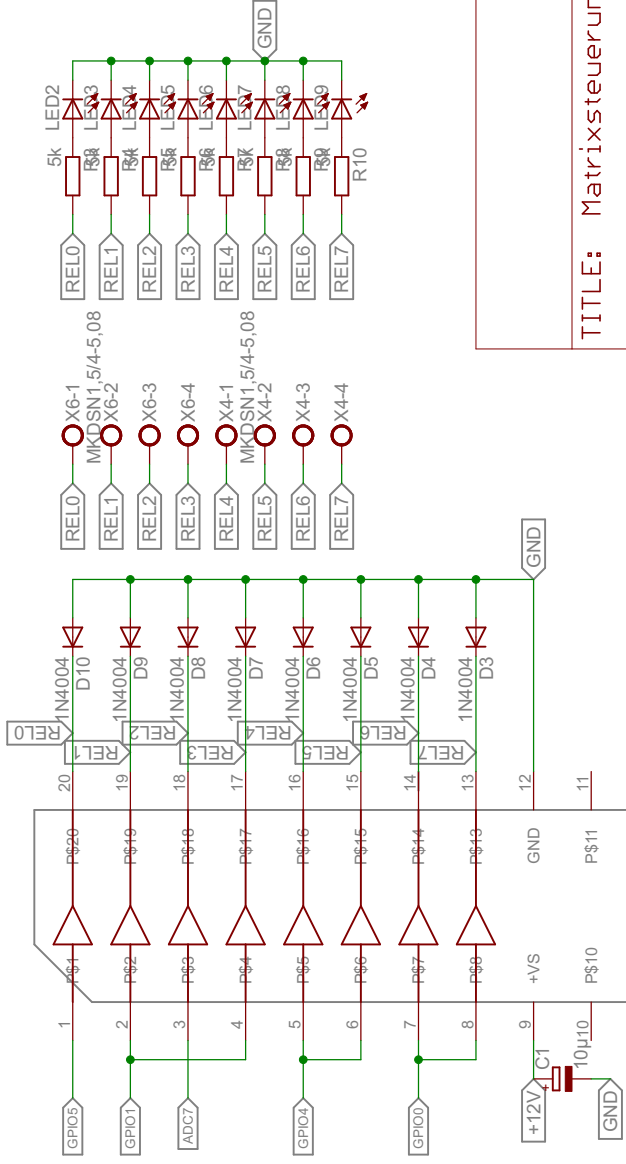 GND
LED2
LED3
LED4
LED5
LED6
LED7
LED8
LED9
5k
R3
R4
R5
R6
R7
R8
R9
R10
REL0
REL1
REL2
REL3
REL4
REL5
REL6
REL7
TITLE: Matrixsteuerun
X6-1
MKDSN1,5/4-5,08
X6-2
X6-3
X6-4
X4-1
MKDSN1,5/4-5,08
X4-2
X4-3
X4-4
REL0
REL1
REL2
REL3
REL4
REL5
REL6
REL7
GND
1N4004
D10
1N4004
D9
1N4004
D8
1N4004
D7
1N4004
D6
1N4004
D5
1N4004
D4
1N4004
D3
REL0
REL1
REL2
REL3
REL4
REL5
REL6
REL7
20
19
18
17
16
15
14
13
12
11
P$20
P$19
P$18
P$17
P$16
P$15
P$14
P$13
GND
P$11
P$1
P$2
P$3
P$4
P$5
P$6
P$7
P$8
+VS
P$10
1
2
3
4
5
6
7
8
9
10
GPIO5
GPIO1
ADC7
GPIO4
GPIO0
+12V
C1
+
10µ
GND